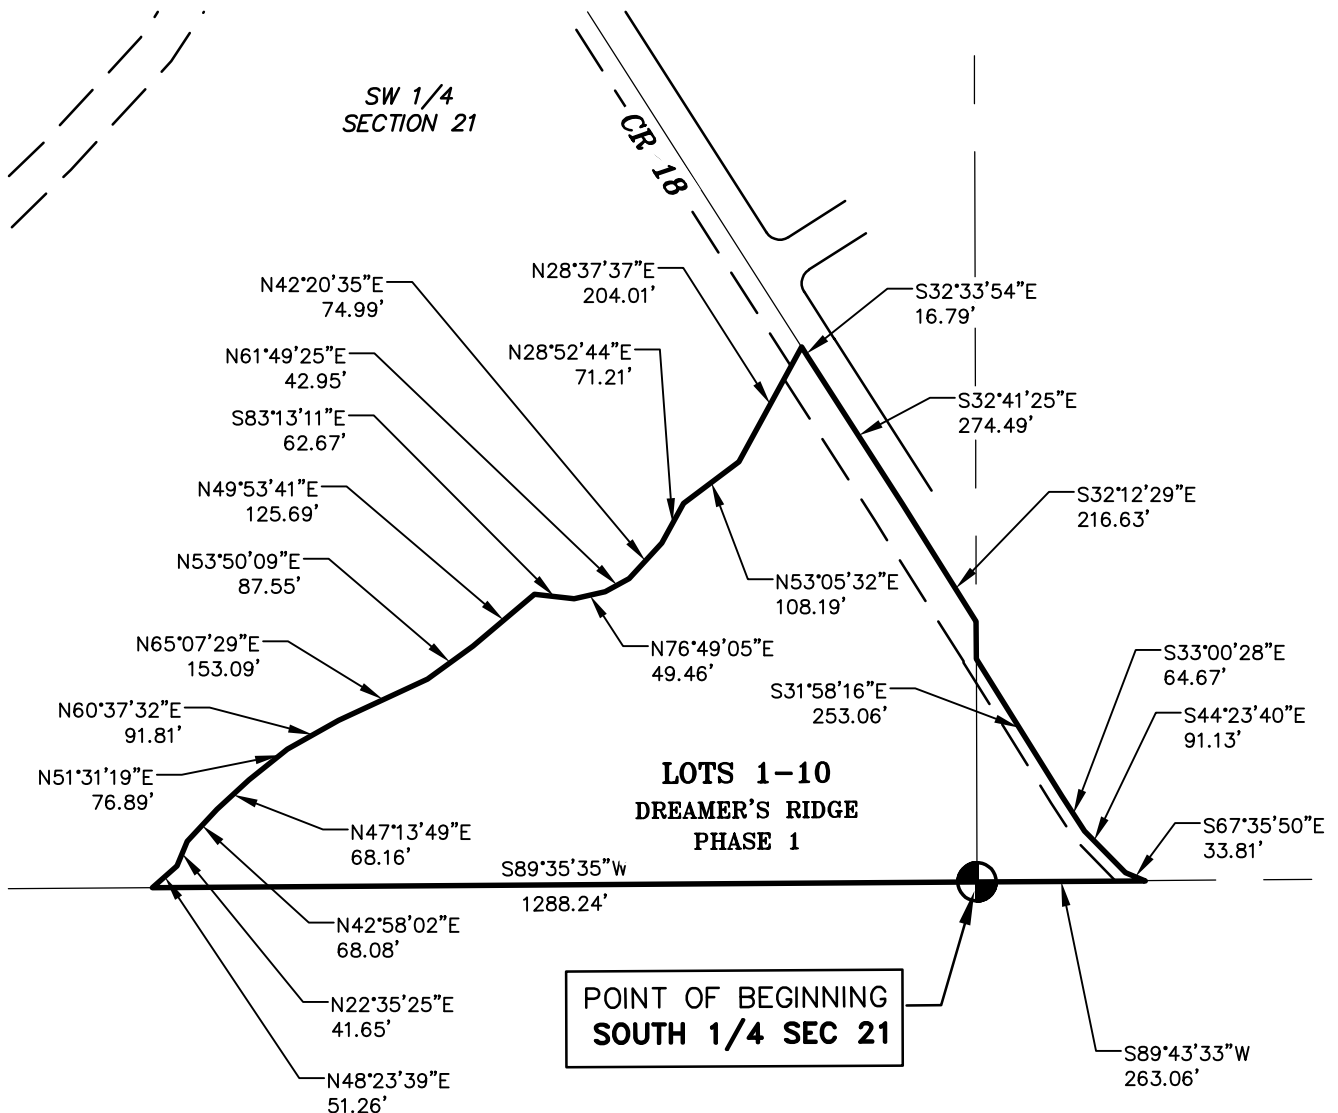 SW 1/4
SECTION 21
CR 18
N28°37'37"E
204.01'
N42°20'35"E
74.99'
S32°33'54"E
16.79'
N61°49'25"E
42.95'
N28°52'44"E
71.21'
S83°13'11"E
62.67'
S32°41'25"E
274.49'
N49°53'41"E
125.69'
S32°12'29"E
216.63'
N53°50'09"E
87.55'
N53°05'32"E
108.19'
N65°07'29"E
153.09'
N76°49'05"E
49.46'
S33°00'28"E
64.67'
S31°58'16"E
253.06'
N60°37'32"E
91.81'
S44°23'40"E
91.13'
N51°31'19"E
76.89'
LOTS 1-10
DREAMER'S RIDGE
PHASE 1
N47°13'49"E
68.16'
S67°35'50"E
33.81'
S89°35'35"W
1288.24'
N42°58'02"E
68.08'
N22°35'25"E
41.65'
POINT OF BEGINNING
SOUTH 1/4 SEC 21
S89°43'33"W
263.06'
N48°23'39"E
51.26'